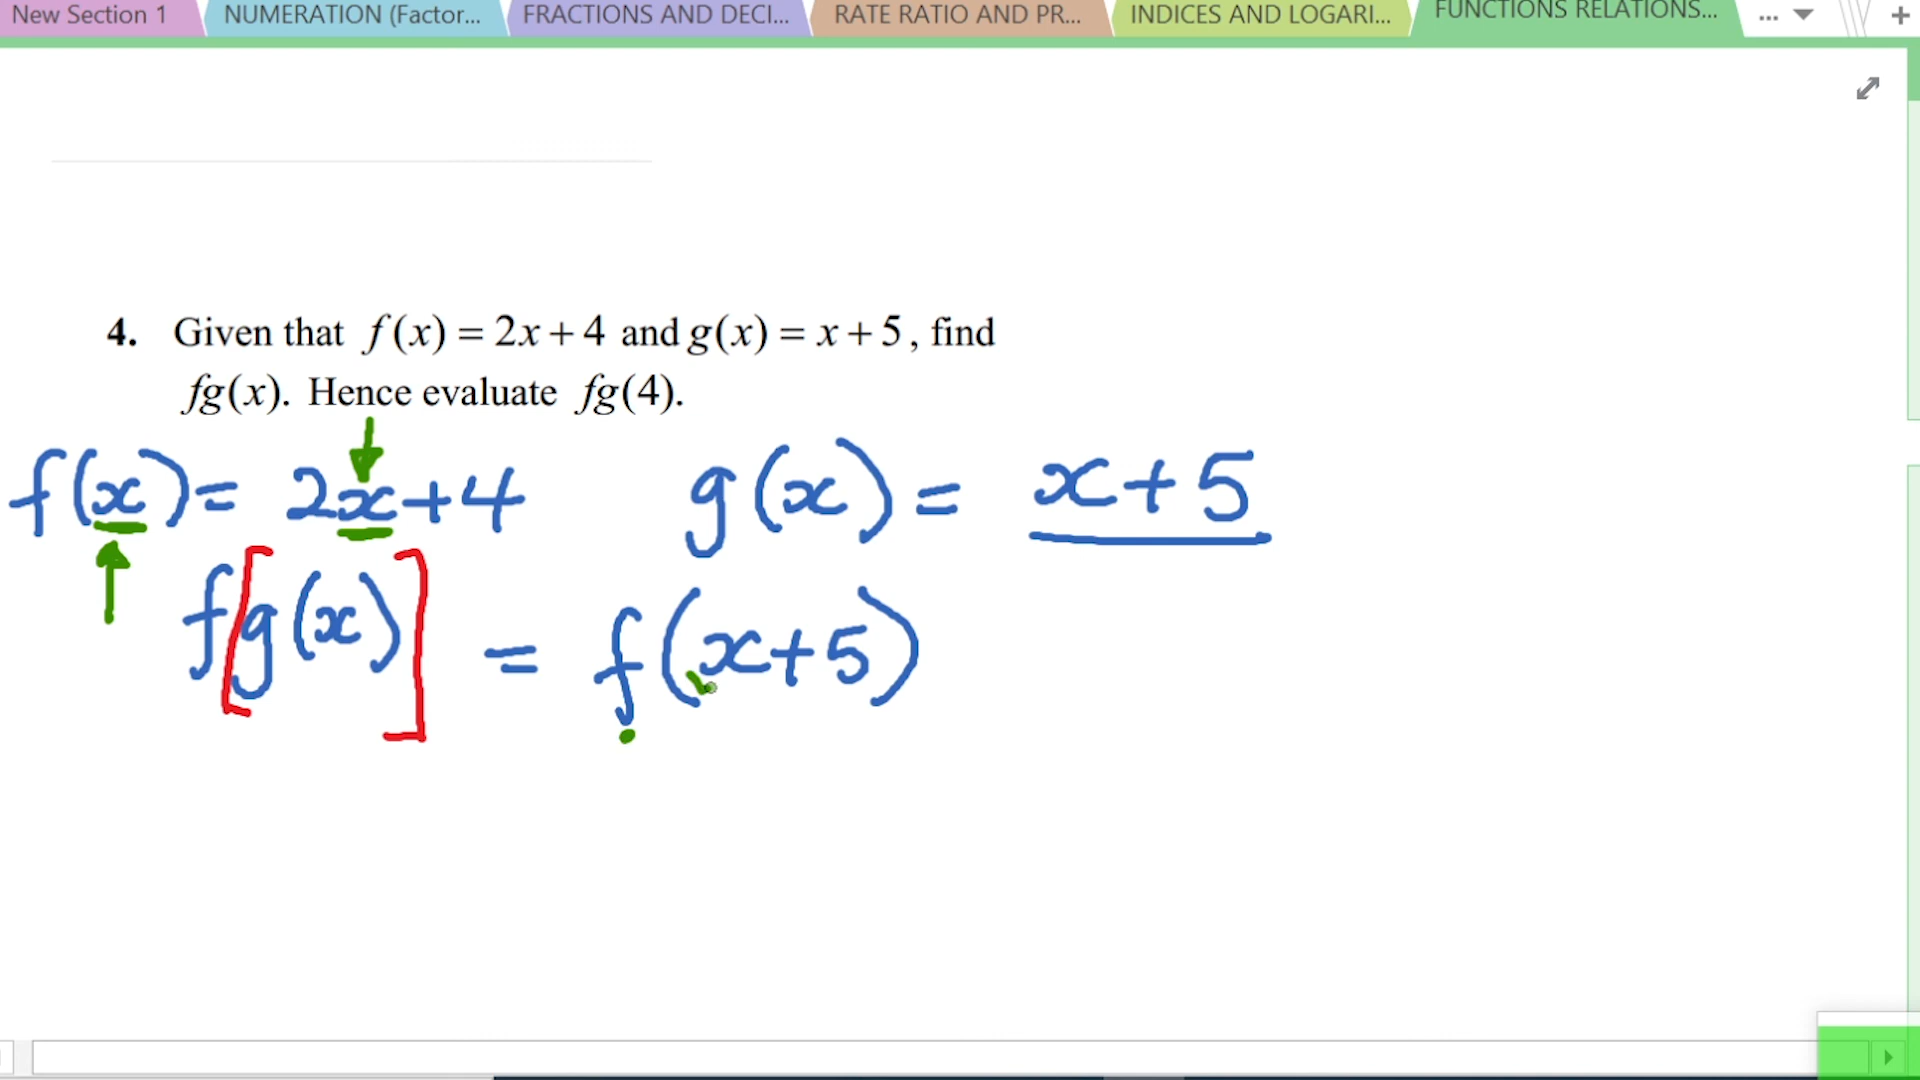 New Section 1 NUMERATION (Factor... FRACTIONS AND DECI... RATE RATIO AND PR... INDICES AND LOGARI... FUNCTIONS RELATIONS... ...
4. Given that f(x) = 2x + 4 and g(x) = x + 5, find
fg(x). Hence evaluate fg(4).
f(x) = 2x+4 g(x) = x+5
f[g(x)] = f(x+5)